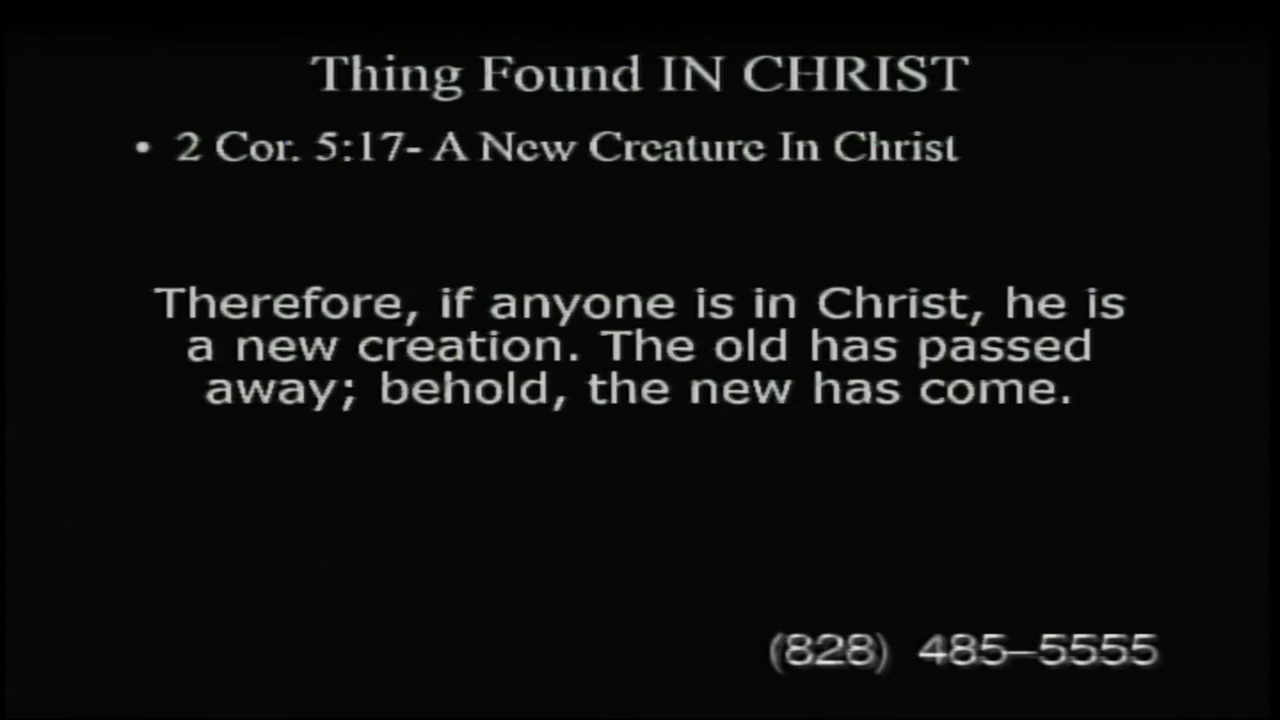 Thing Found IN CHRIST
• 2 Cor. 5:17- A New Creature In Christ
Therefore, if anyone is in Christ, he is
a new creation. The old has passed
away; behold, the new has come.
(828) 485–5555